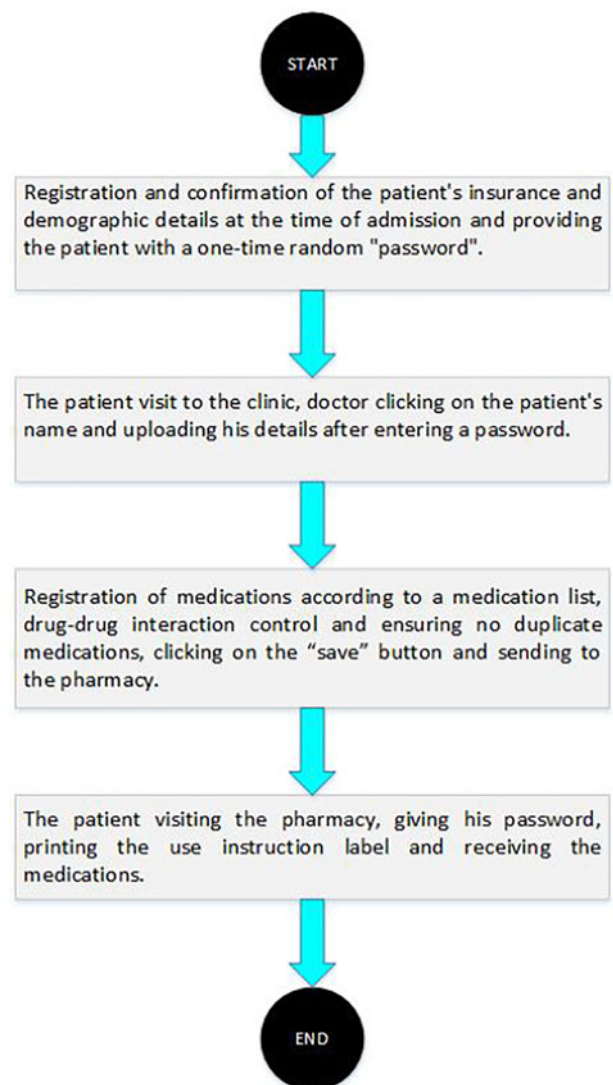 START
Registration and confirmation of the patient's insurance and
demographic details at the time of admission and providing
the patient with a one-time random "password".
The patient visit to the clinic, doctor clicking on the patient's
name and uploading his details after entering a password.
Registration of medications according to a medication list,
drug-drug interaction control and ensuring no duplicate
medications, clicking on the “save” button and sending to
the pharmacy.
The patient visiting the pharmacy, giving his password,
printing the use instruction label and receiving the
medications.
END